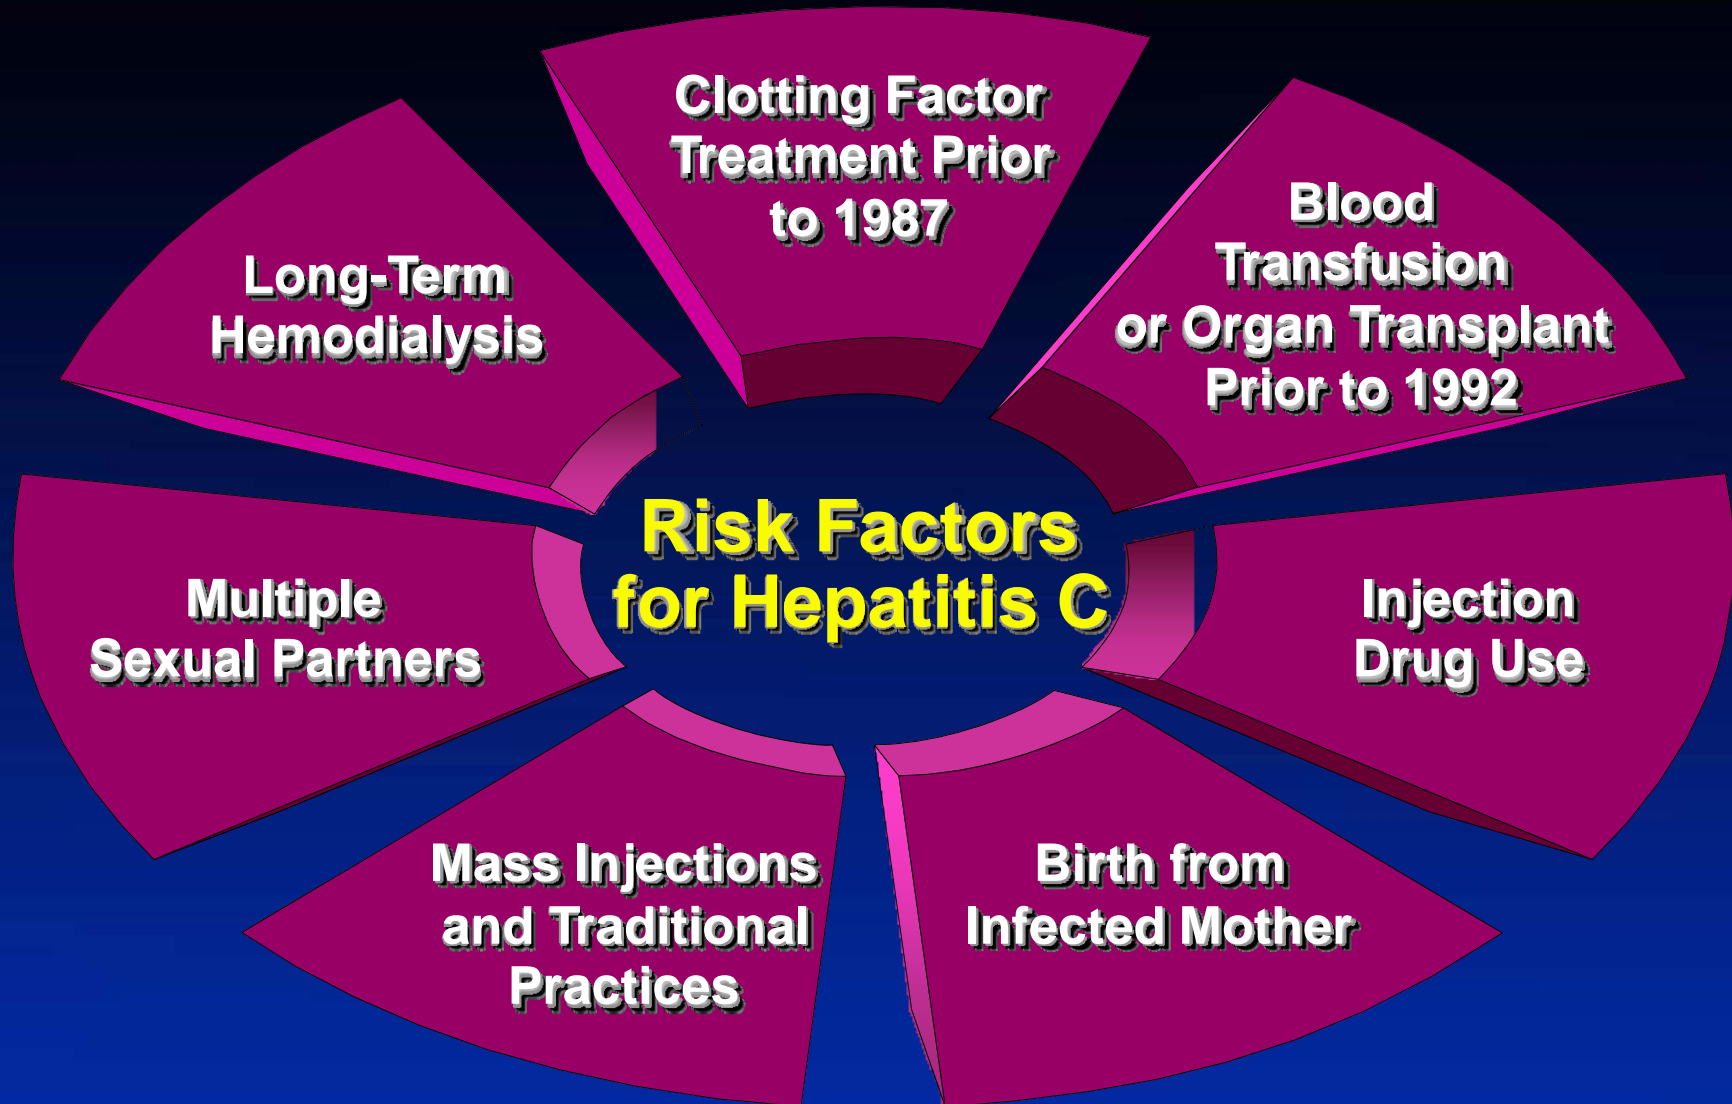 Clotting Factor
Treatment Prior
to 1987
Blood
Transfusion
or Organ Transplant
Prior to 1992
Long-Term
Hemodialysis
Risk Factors
for Hepatitis C
Multiple
Sexual Partners
Injection
Drug Use
Mass Injections
and Traditional
Practices
Birth from
Infected Mother